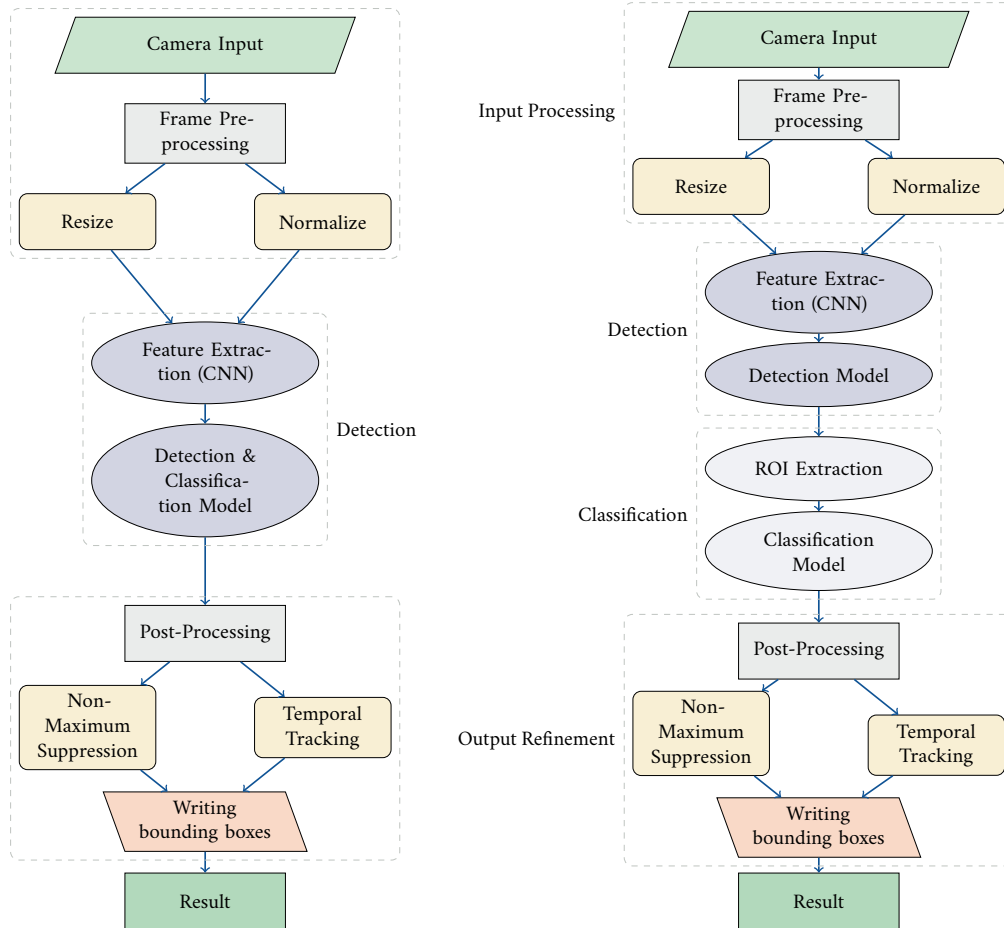 Camera Input
Frame Pre-
processing
Resize
Normalize
Feature Extrac-
tion (CNN)
Detection &
Classifica-
tion Model
Detection
Post-Processing
Non-
Maximum
Suppression
Temporal
Tracking
Writing
bounding boxes
Result
Camera Input
Frame Pre-
processing
Input Processing
Resize
Normalize
Feature Extrac-
tion (CNN)
Detection
Detection Model
ROI Extraction
Classification
Classification
Model
Post-Processing
Non-
Maximum
Suppression
Output Refinement
Temporal
Tracking
Writing
bounding boxes
Result